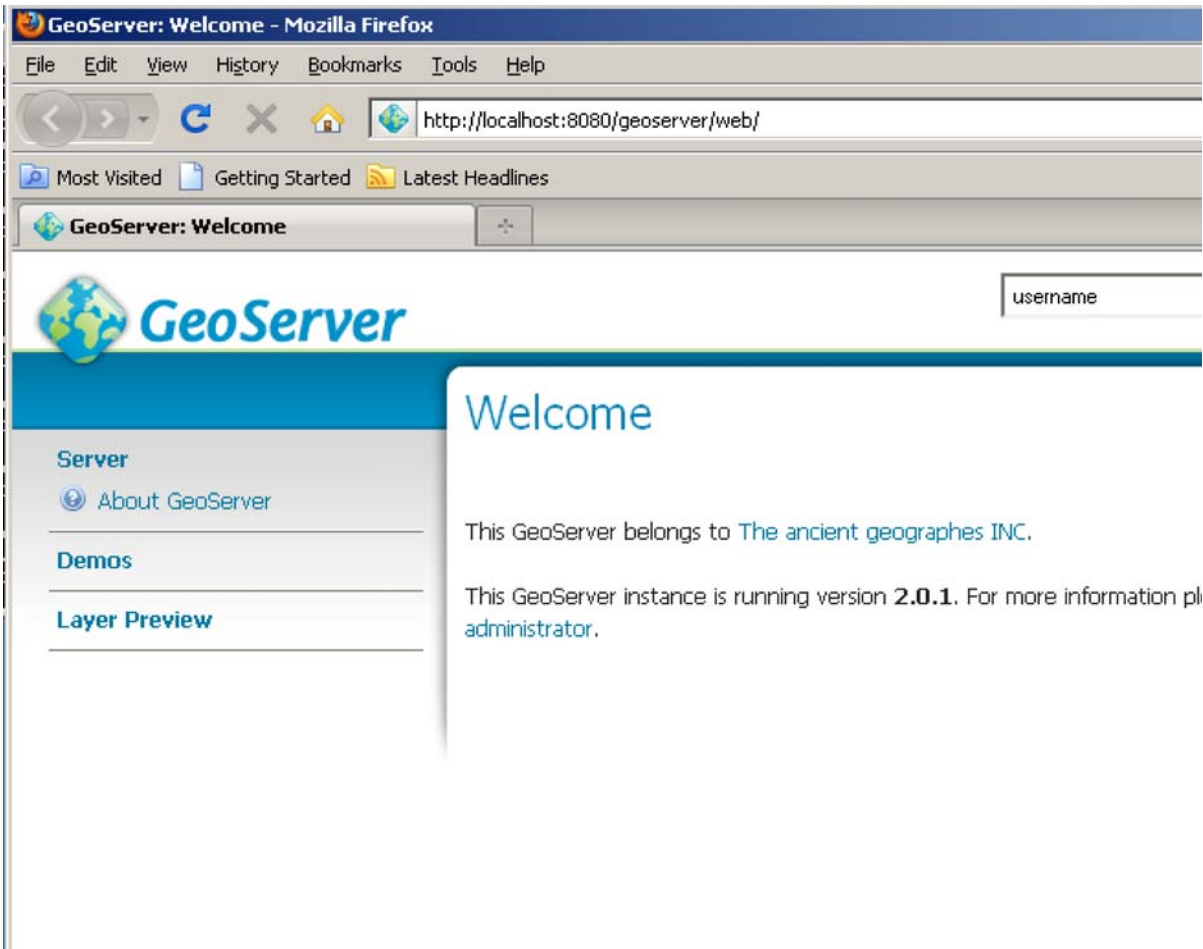 GeoServer: Welcome - Mozilla Firefox
File Edit View History Bookmarks Tools Help
http://localhost:8080/geoserver/web/
Most Visited Getting Started Latest Headlines
GeoServer: Welcome
GeoServer
username
Welcome
Server
About GeoServer
Demos
Layer Preview
This GeoServer belongs to The ancient geographes INC.
This GeoServer instance is running version 2.0.1. For more information
administrator.